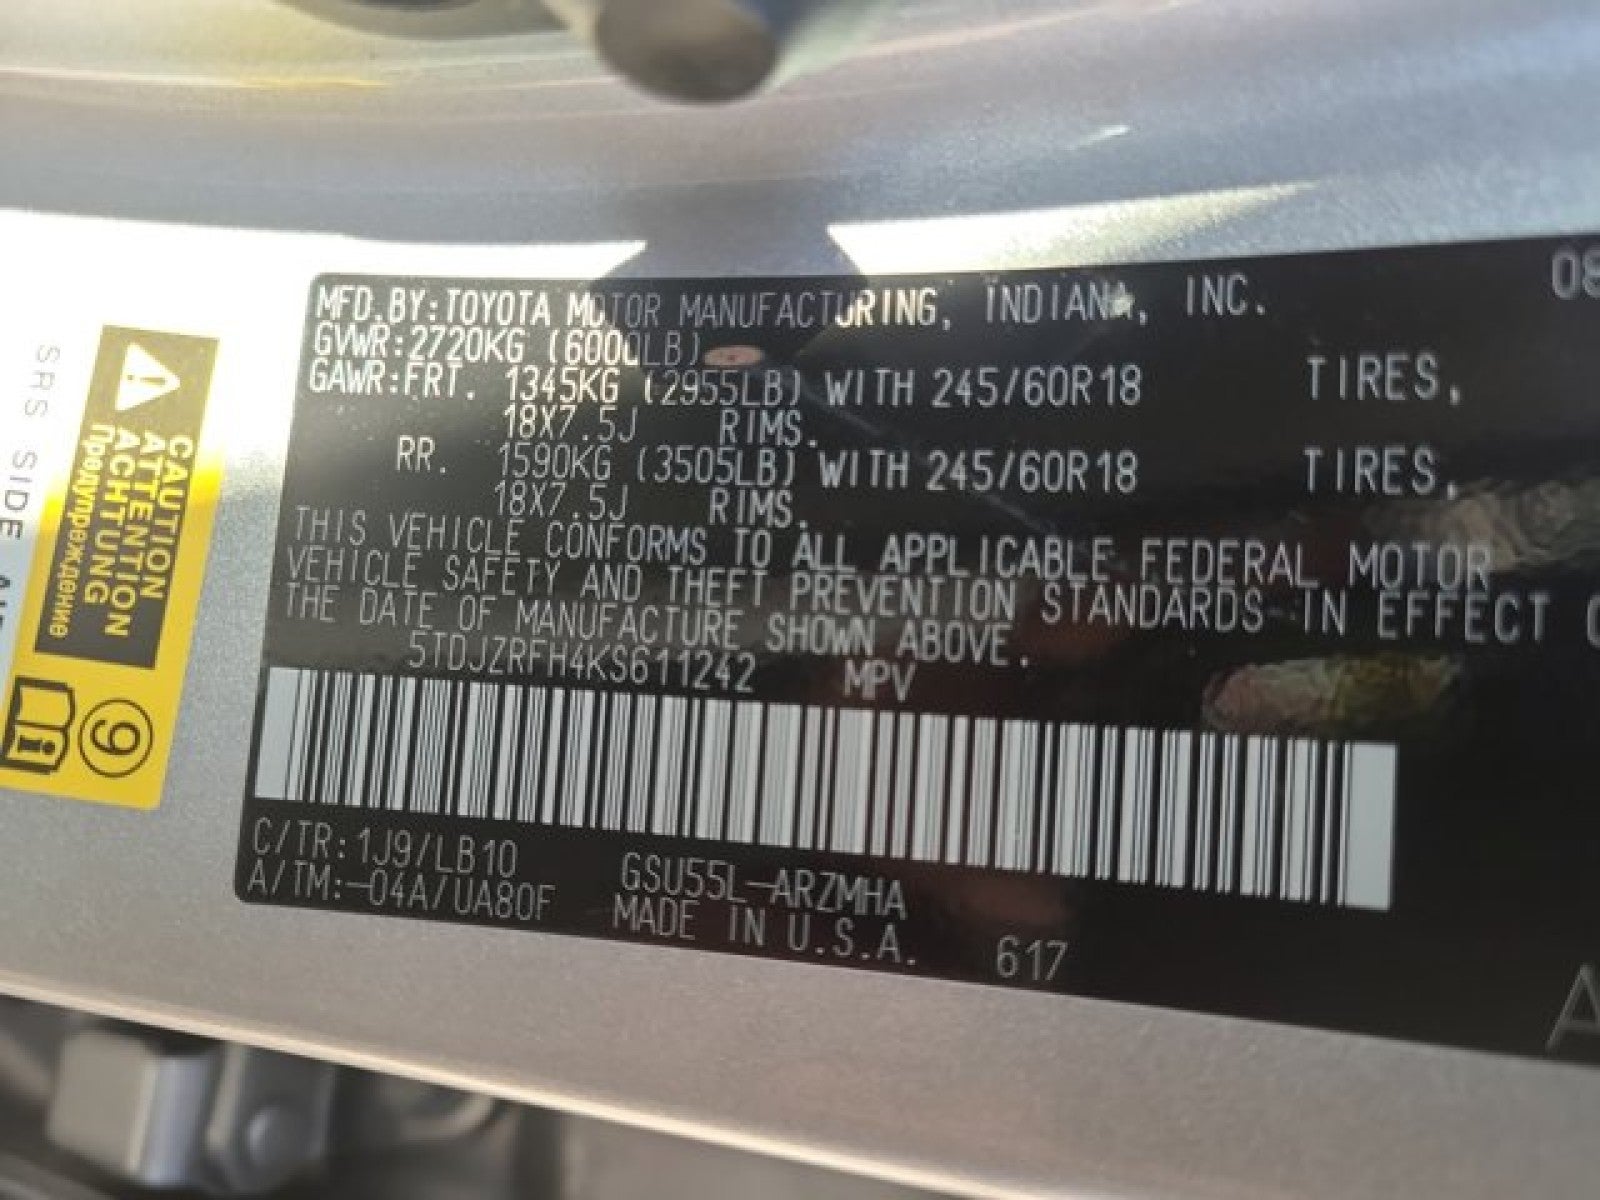 MFD.BY:TOYOTA MOTOR MANUFACTURING, INDIANA, INC. 08
GVWR:2720KG (6000LB)
GAWR:FRT. 1345KG (2955LB) WITH 245/60R18 TIRES,
18X7.5J RIMS.
RR. 1590KG (3505LB) WITH 245/60R18 TIRES,
18X7.5J RIMS.
THIS VEHICLE CONFORMS TO ALL APPLICABLE FEDERAL MOTOR
VEHICLE SAFETY AND THEFT PREVENTION STANDARDS IN EFFECT
THE DATE OF MANUFACTURE SHOWN ABOVE.
5TDJZRFH4KS611242 MPV
C/TR:1J9/LB10 GSU55L-ARZMHA
A/TM:-04A/UA80F MADE IN U.S.A. 617
A
SRS SIDE
CAUTION
ATTENTION
ACHTUNG
Предупреждение
9